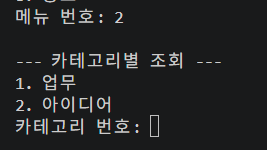 메뉴 번호: 2
--- 카테고리별 조회 ---
1. 업무
2. 아이디어
카테고리 번호: